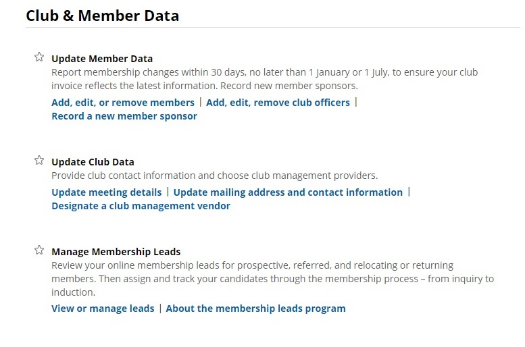 Club & Member Data
Update Member Data
Report membership changes within 30 days, no later than 1 January or 1 July, to ensure your club
invoice reflects the latest information. Record new member sponsors.
Add, edit, or remove members | Add, edit, remove club officers |
Record a new member sponsor
Update Club Data
Provide club contact information and choose club management providers.
Update meeting details | Update mailing address and contact information |
Designate a club management vendor
Manage Membership Leads
Review your online membership leads for prospective, referred, and relocating or returning
members. Then assign and track your candidates through the membership process – from inquiry to
induction.
View or manage leads | About the membership leads program